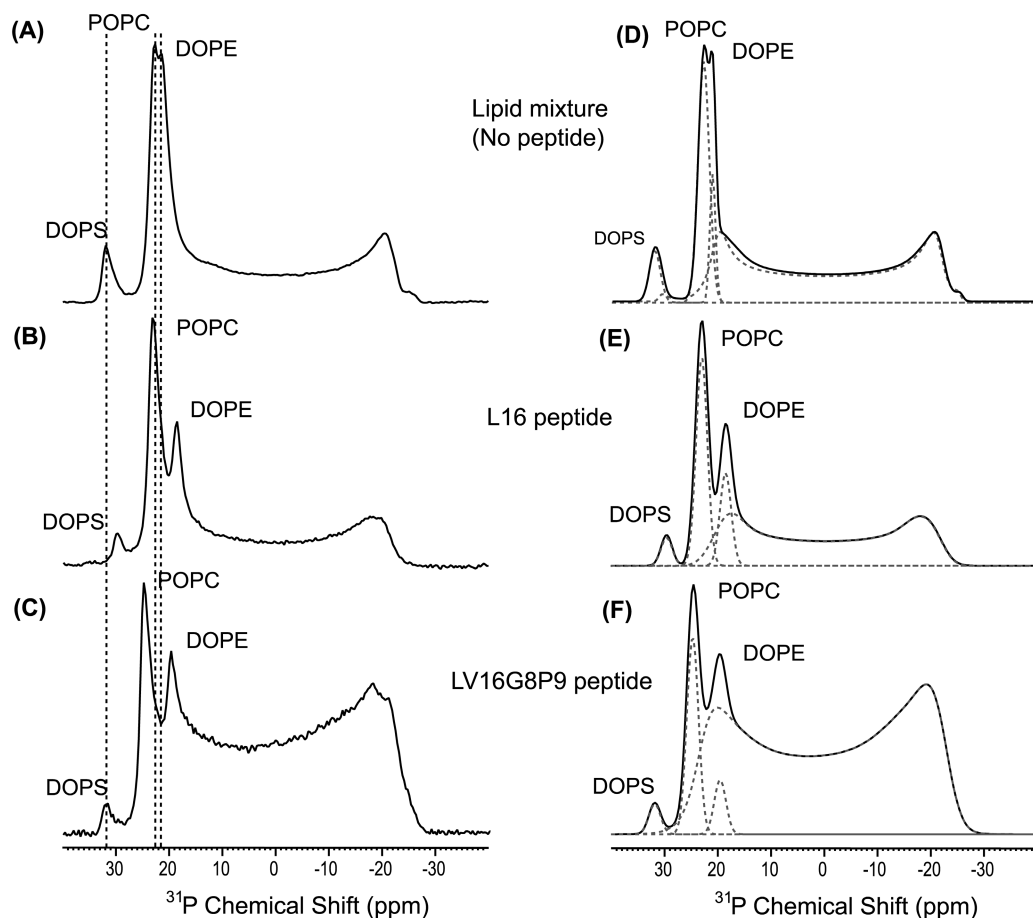 (A)
POPC
DOPE
DOPS
(D)
POPC
DOPE
DOPS
Lipid mixture
(No peptide)
(B)
POPC
DOPE
DOPS
(E)
POPC
DOPE
DOPS
L16 peptide
(C)
POPC
DOPE
DOPS
(F)
POPC
DOPE
DOPS
LV16G8P9 peptide
30 20 10 0 -10 -20 -30
31P Chemical Shift (ppm)
30 20 10 0 -10 -20 -30
31P Chemical Shift (ppm)